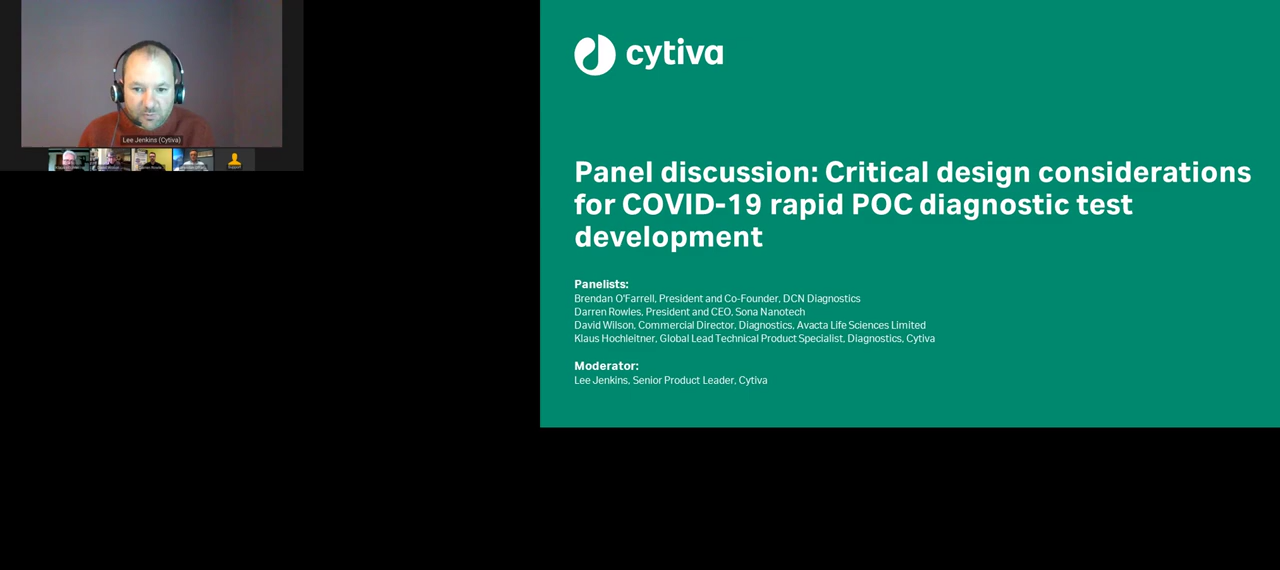 Lee Jenkins (Cytiva)
cytiva
Panel discussion: Critical design considerations
for COVID-19 rapid POC diagnostic test
development
Panelists:
Brendan O'Farrell, President and Co-Founder, DCN Diagnostics
Darren Rowles, President and CEO, Sona Nanotech
David Wilson, Commercial Director, Diagnostics, Avacta Life Sciences Limited
Klaus Hochleitner, Global Lead Technical Product Specialist, Diagnostics, Cytiva
Moderator:
Lee Jenkins, Senior Product Leader, Cytiva